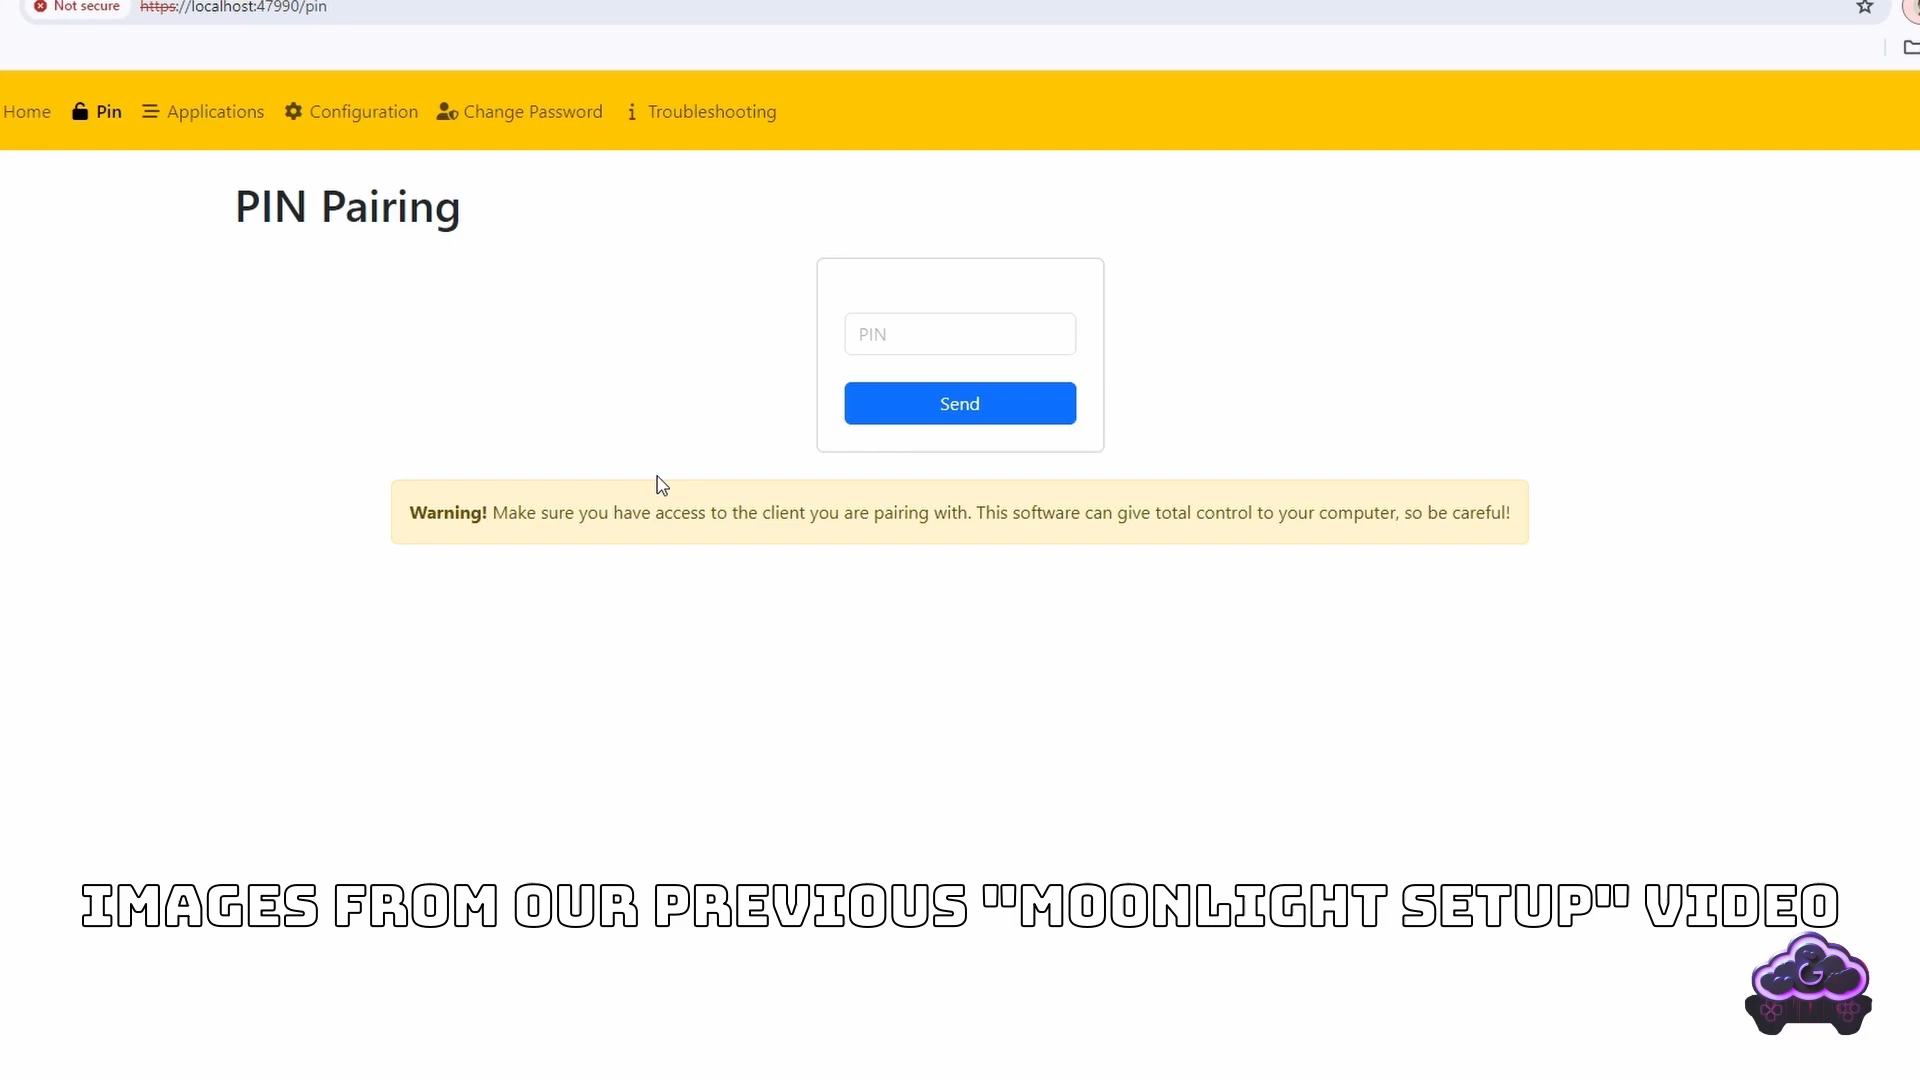 Not secure https://localhost:47990/pin
Home Pin Applications Configuration Change Password Troubleshooting
PIN Pairing
PIN
Send
Warning! Make sure you have access to the client you are pairing with. This software can give total control to your computer, so be careful!
IMAGES FROM OUR PREVIOUS "MOONLIGHT SETUP" VIDEO
G